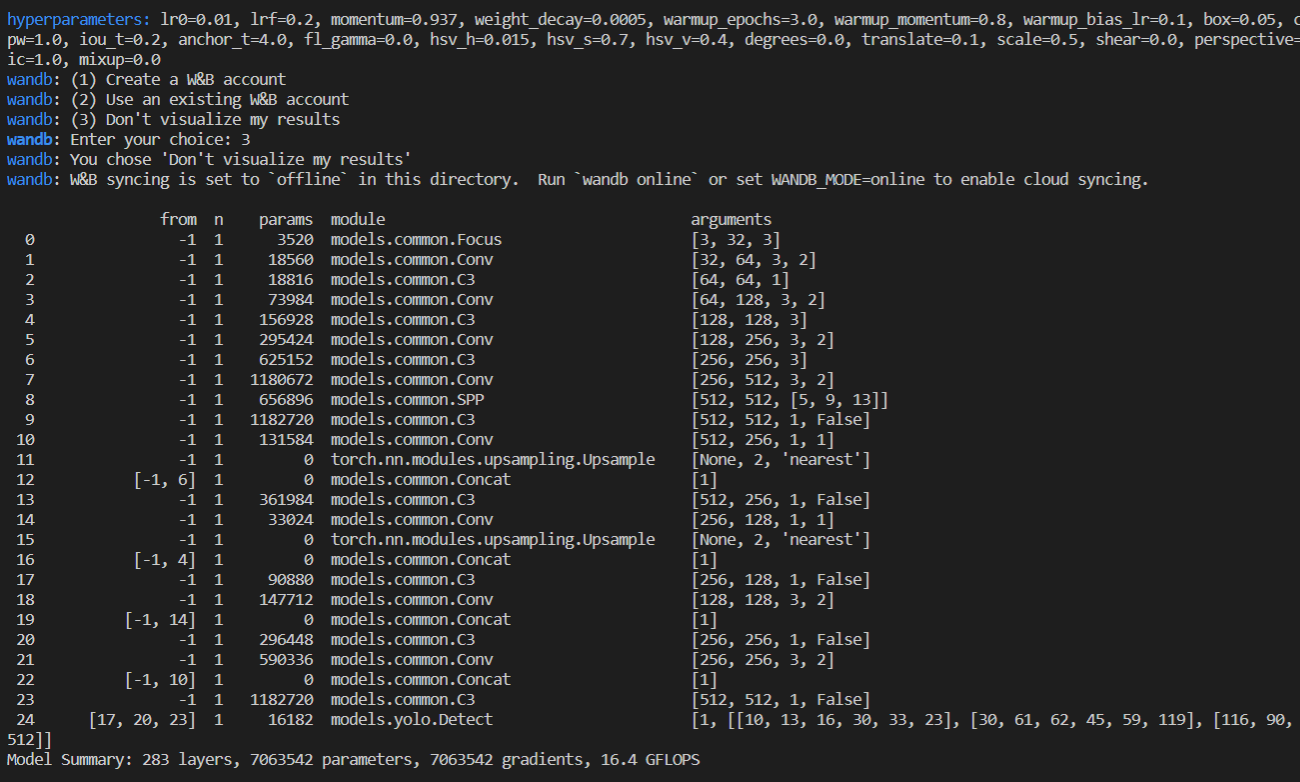 hyperparameters: lr0=0.01, lrf=0.2, momentum=0.937, weight_decay=0.0005, warmup_epochs=3.0, warmup_momentum=0.8, warmup_bias_lr=0.1, box=0.05,
pw=1.0, iou_t=0.2, anchor_t=4.0, fl_gamma=0.0, hsv_h=0.015, hsv_s=0.7, hsv_v=0.4, degrees=0.0, translate=0.1, scale=0.5, shear=0.0, perspective=
ic=1.0, mixup=0.0
wandb: (1) Create a W&B account
wandb: (2) Use an existing W&B account
wandb: (3) Don't visualize my results
wandb: Enter your choice: 3
wandb: You chose 'Don't visualize my results'
wandb: W&B syncing is set to `offline` in this directory.  Run `wandb online` or set WANDB_MODE=online to enable cloud syncing.
from n params module arguments
0 -1 1 3520 models.common.Focus [3, 32, 3]
1 -1 1 18560 models.common.Conv [32, 64, 3, 2]
2 -1 1 18816 models.common.C3 [64, 64, 1]
3 -1 1 73984 models.common.Conv [64, 128, 3, 2]
4 -1 1 156928 models.common.C3 [128, 128, 3]
5 -1 1 295424 models.common.Conv [128, 256, 3, 2]
6 -1 1 625152 models.common.C3 [256, 256, 3]
7 -1 1 1180672 models.common.Conv [256, 512, 3, 2]
8 -1 1 656896 models.common.SPP [512, 512, [5, 9, 13]]
9 -1 1 1182720 models.common.C3 [512, 512, 1, False]
10 -1 1 131584 models.common.Conv [512, 256, 1, 1]
11 -1 1 0 torch.nn.modules.upsampling.Upsample [None, 2, 'nearest']
12 [-1, 6] 1 0 models.common.Concat [1]
13 -1 1 361984 models.common.C3 [512, 256, 1, False]
14 -1 1 33024 models.common.Conv [256, 128, 1, 1]
15 -1 1 0 torch.nn.modules.upsampling.Upsample [None, 2, 'nearest']
16 [-1, 4] 1 0 models.common.Concat [1]
17 -1 1 90880 models.common.C3 [256, 128, 1, False]
18 -1 1 147712 models.common.Conv [128, 128, 3, 2]
19 [-1, 14] 1 0 models.common.Concat [1]
20 -1 1 296448 models.common.C3 [256, 256, 1, False]
21 -1 1 590336 models.common.Conv [256, 256, 3, 2]
22 [-1, 10] 1 0 models.common.Concat [1]
23 -1 1 1182720 models.common.C3 [512, 512, 1, False]
24 [17, 20, 23] 1 16182 models.yolo.Detect [1, [[10, 13, 16, 30, 33, 23], [30, 61, 62, 45, 59, 119], [116, 90,
512]]
Model Summary: 283 layers, 7063542 parameters, 7063542 gradients, 16.4 GFLOPS